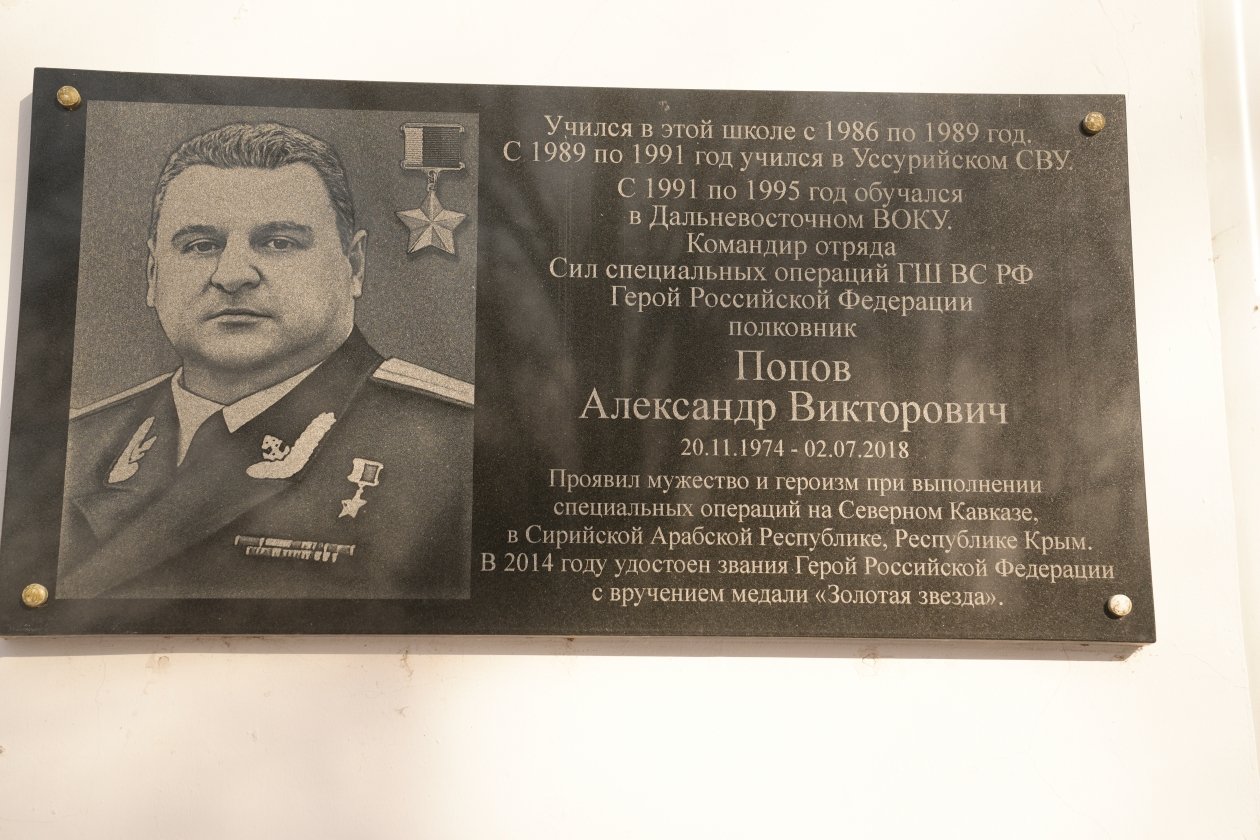 Учился в этой школе с 1986 по 1989 год.
С 1989 по 1991 год учился в Уссурийском СВУ.
С 1991 по 1995 год обучался
в Дальневосточном ВОКУ.
Командир отряда
Сил специальных операций ГШ ВС РФ
Герой Российской Федерации
полковник
Попов
Александр Викторович
20.11.1974 - 02.07.2018
Проявил мужество и героизм при выполнении
специальных операций на Северном Кавказе,
в Сирийской Арабской Республике, Республике Крым.
В 2014 году удостоен звания Герой Российской Федерации
с вручением медали «Золотая звезда».